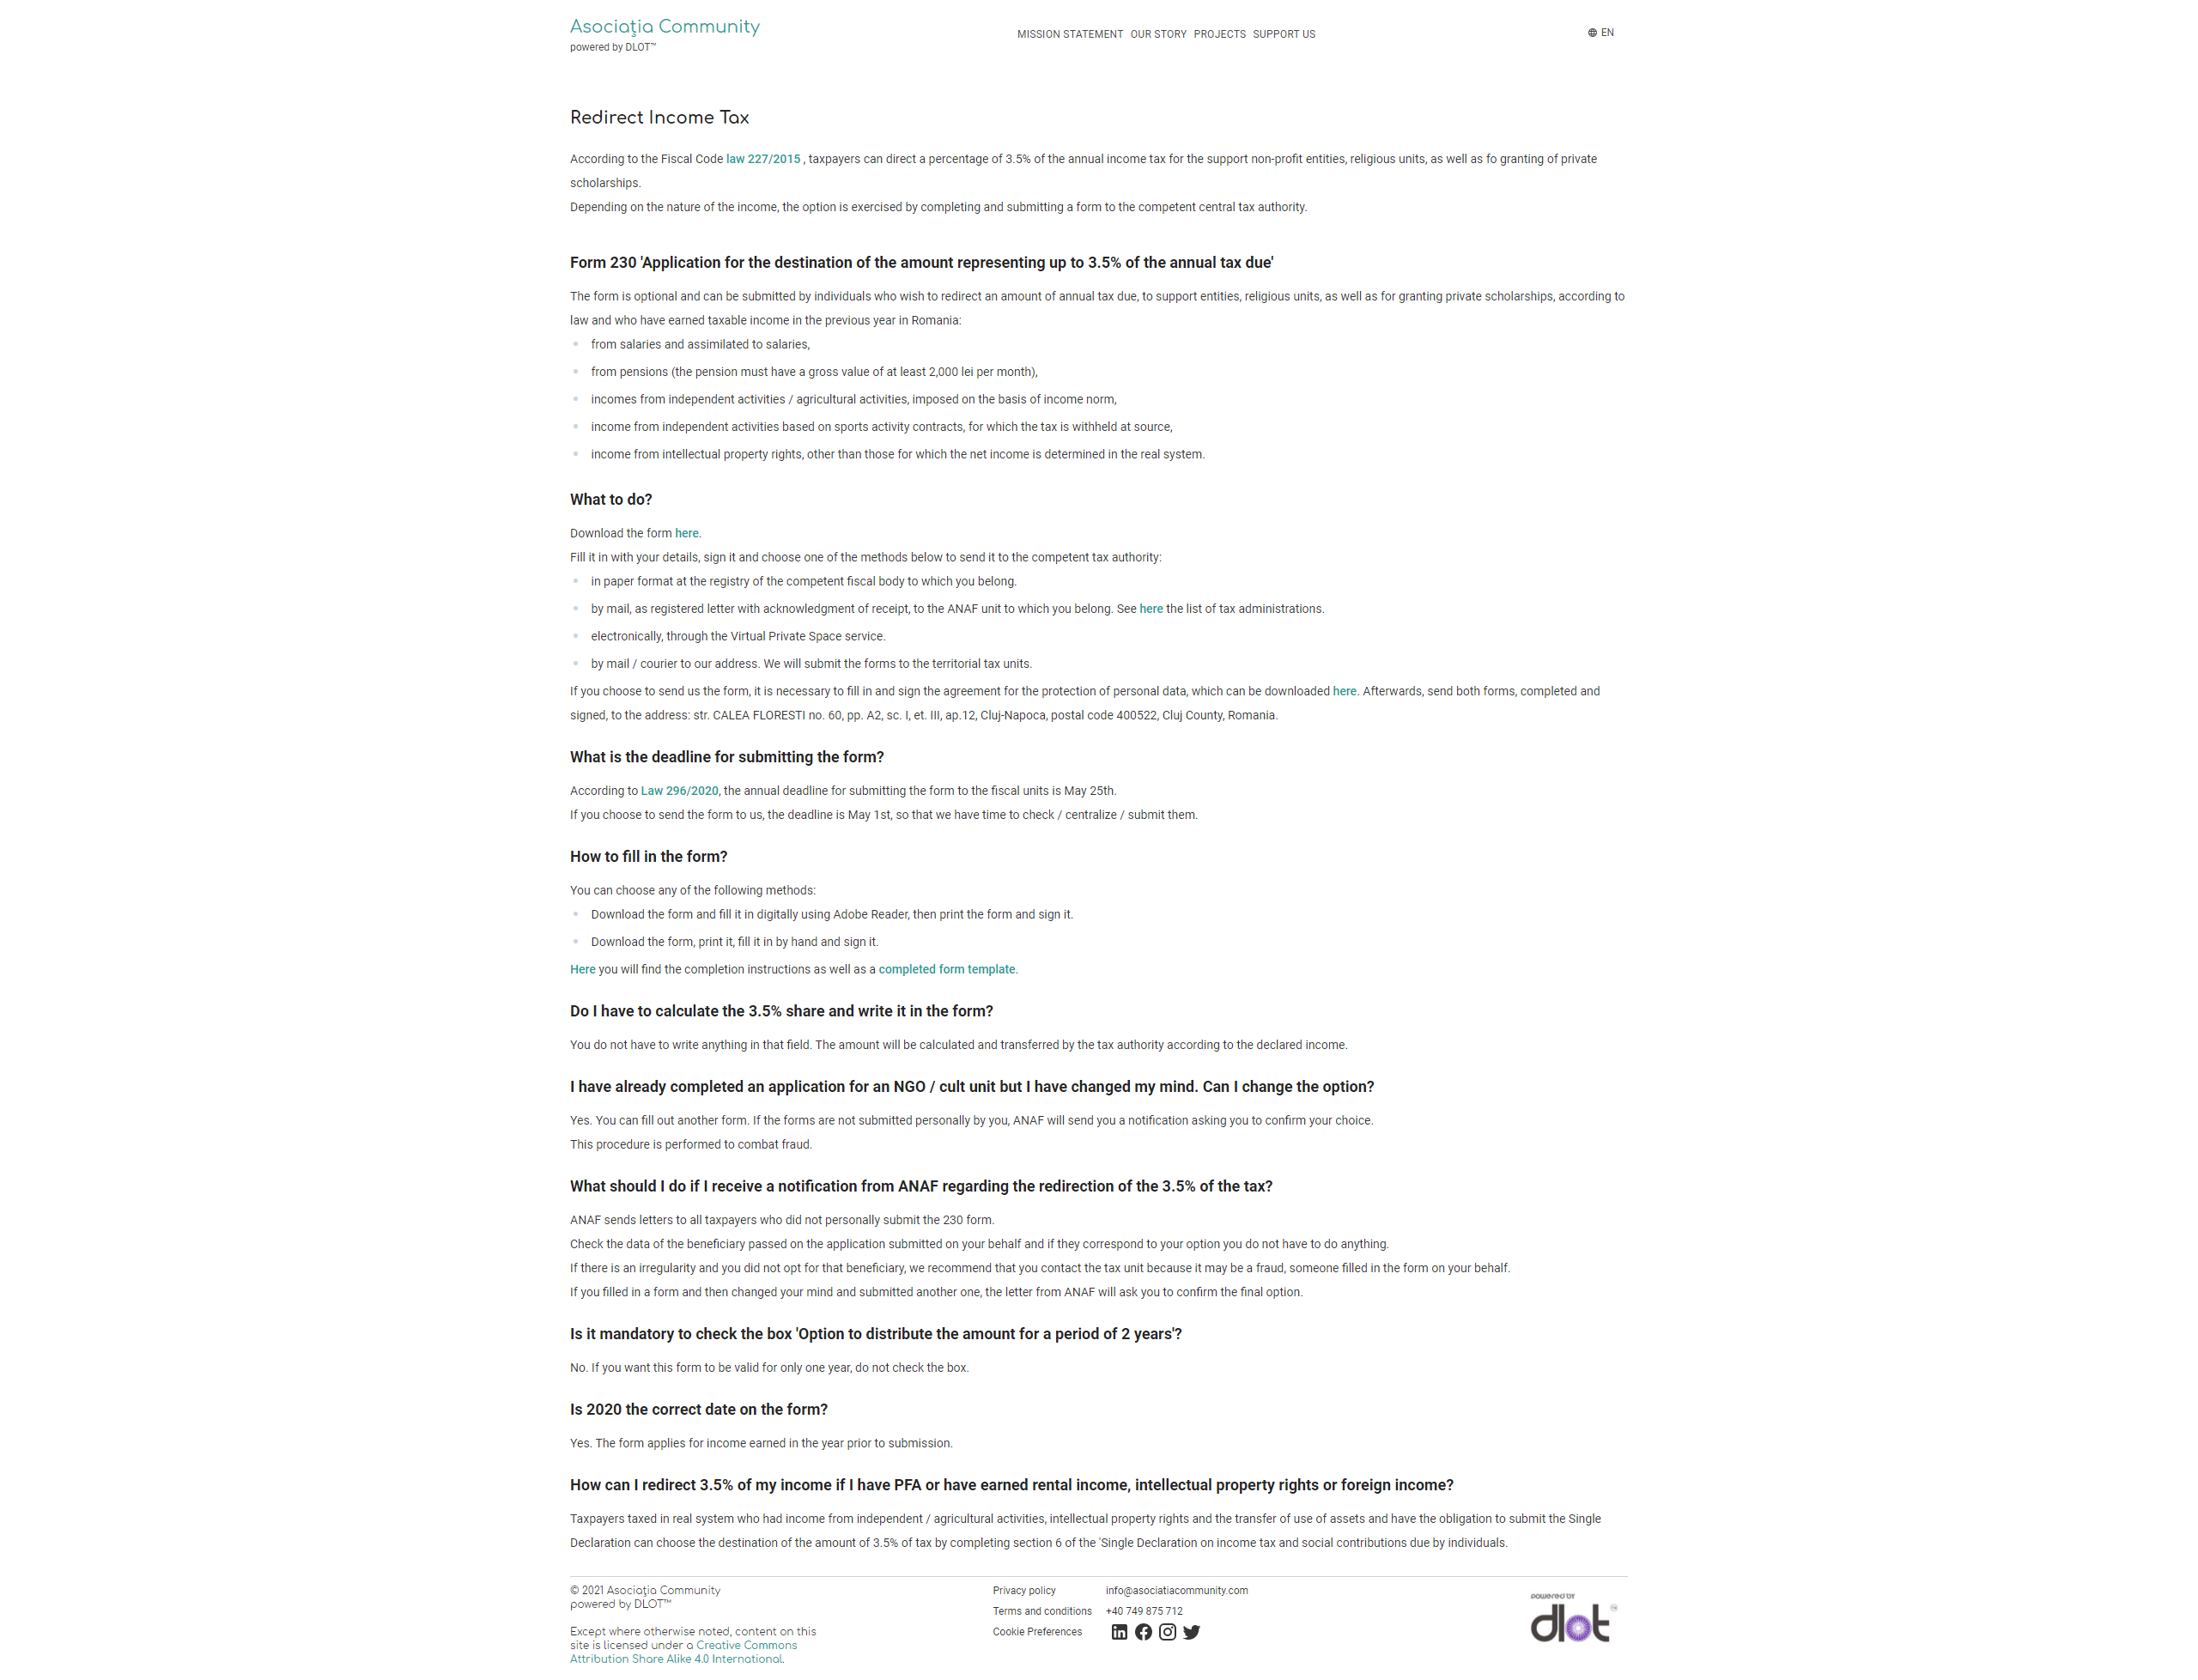 Asociaţia Community
powered by DLOT™
MISSION STATEMENT OUR STORY PROJECTS SUPPORT US
EN
Redirect Income Tax
According to the Fiscal Code law 227/2015 , taxpayers can direct a percentage of 3.5% of the annual income tax for the support non-profit entities, religious units, as well as fo granting of private
scholarships.
Depending on the nature of the income, the option is exercised by completing and submitting a form to the competent central tax authority.
Form 230 'Application for the destination of the amount representing up to 3.5% of the annual tax due'
The form is optional and can be submitted by individuals who wish to redirect an amount of annual tax due, to support entities, religious units, as well as for granting private scholarships, according to
law and who have earned taxable income in the previous year in Romania:
from salaries and assimilated to salaries,
from pensions (the pension must have a gross value of at least 2,000 lei per month),
incomes from independent activities / agricultural activities, imposed on the basis of income norm,
income from independent activities based on sports activity contracts, for which the tax is withheld at source,
income from intellectual property rights, other than those for which the net income is determined in the real system.
What to do?
Download the form here.
Fill it in with your details, sign it and choose one of the methods below to send it to the competent tax authority:
in paper format at the registry of the competent fiscal body to which you belong.
by mail, as registered letter with acknowledgment of receipt, to the ANAF unit to which you belong. See here the list of tax administrations.
electronically, through the Virtual Private Space service.
by mail / courier to our address. We will submit the forms to the territorial tax units.
If you choose to send us the form, it is necessary to fill in and sign the agreement for the protection of personal data, which can be downloaded here. Afterwards, send both forms, completed and
signed, to the address: str. CALEA FLORESTI no. 60, pp. A2, sc. I, et. III, ap.12, Cluj-Napoca, postal code 400522, Cluj County, Romania.
What is the deadline for submitting the form?
According to Law 296/2020, the annual deadline for submitting the form to the fiscal units is May 25th.
If you choose to send the form to us, the deadline is May 1st, so that we have time to check / centralize / submit them.
How to fill in the form?
You can choose any of the following methods:
Download the form and fill it in digitally using Adobe Reader, then print the form and sign it.
Download the form, print it, fill it in by hand and sign it.
Here you will find the completion instructions as well as a completed form template.
Do I have to calculate the 3.5% share and write it in the form?
You do not have to write anything in that field. The amount will be calculated and transferred by the tax authority according to the declared income.
I have already completed an application for an NGO / cult unit but I have changed my mind. Can I change the option?
Yes. You can fill out another form. If the forms are not submitted personally by you, ANAF will send you a notification asking you to confirm your choice.
This procedure is performed to combat fraud.
What should I do if I receive a notification from ANAF regarding the redirection of the 3.5% of the tax?
ANAF sends letters to all taxpayers who did not personally submit the 230 form.
Check the data of the beneficiary passed on the application submitted on your behalf and if they correspond to your option you do not have to do anything.
If there is an irregularity and you did not opt for that beneficiary, we recommend that you contact the tax unit because it may be a fraud, someone filled in the form on your behalf.
If you filled in a form and then changed your mind and submitted another one, the letter from ANAF will ask you to confirm the final option.
Is it mandatory to check the box 'Option to distribute the amount for a period of 2 years'?
No. If you want this form to be valid for only one year, do not check the box.
Is 2020 the correct date on the form?
Yes. The form applies for income earned in the year prior to submission.
How can I redirect 3.5% of my income if I have PFA or have earned rental income, intellectual property rights or foreign income?
Taxpayers taxed in real system who had income from independent / agricultural activities, intellectual property rights and the transfer of use of assets and have the obligation to submit the Single
Declaration can choose the destination of the amount of 3.5% of tax by completing section 6 of the 'Single Declaration on income tax and social contributions due by individuals.
© 2021 Asociaţia Community
powered by DLOT™
Except where otherwise noted, content on this
site is licensed under a Creative Commons
Attribution Share Alike 4.0 International.
Privacy policy
Terms and conditions
Cookie Preferences
info@asociatiacommunity.com
+40 749 875 712
powered by
dlot